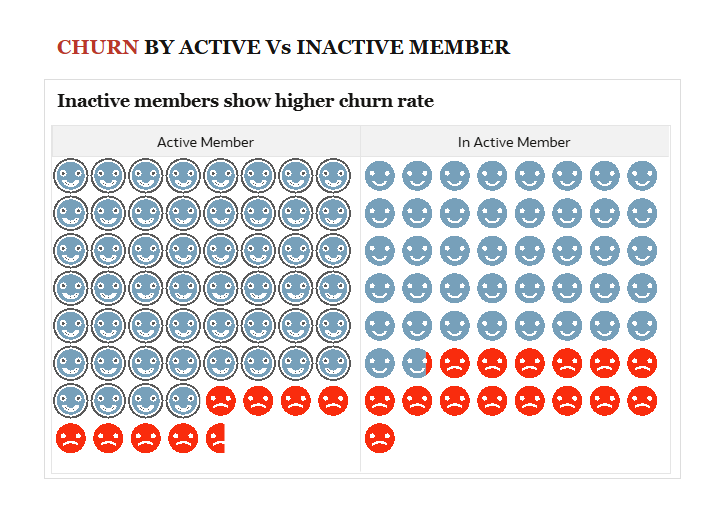 CHURN BY ACTIVE Vs INACTIVE MEMBER
Inactive members show higher churn rate
Active Member
In Active Member